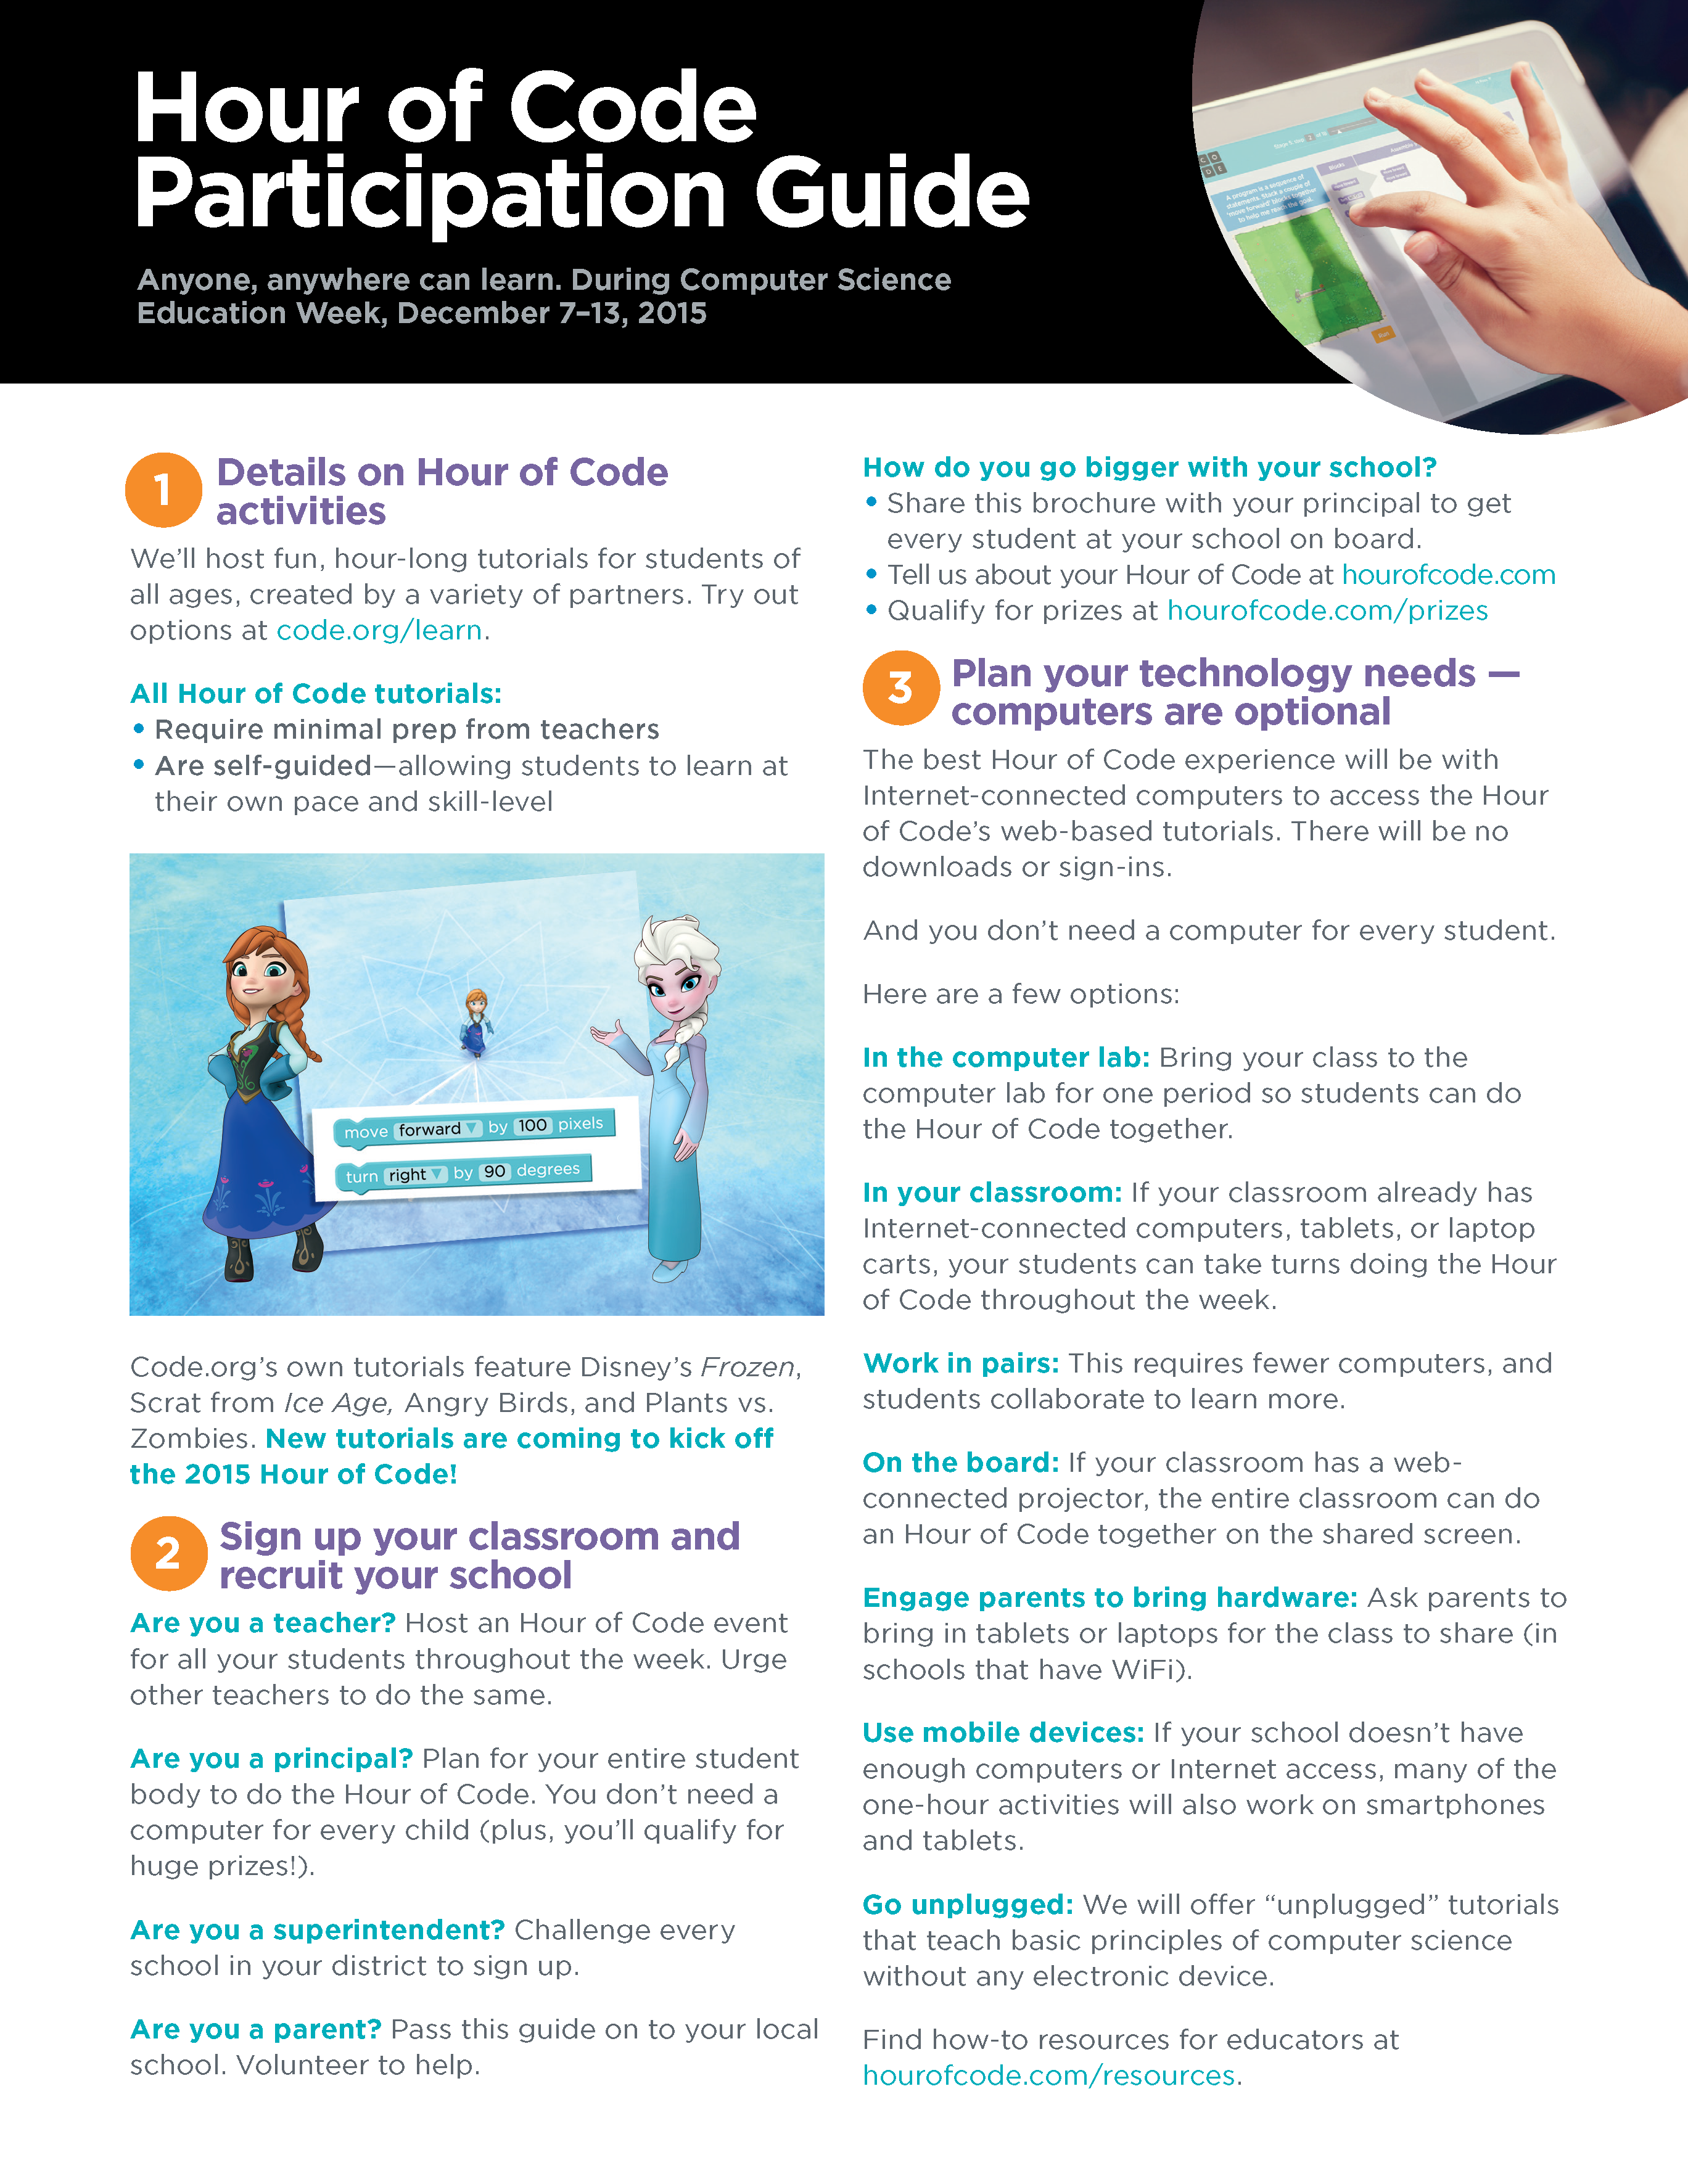 Hour of Code
Participation Guide
Anyone, anywhere can learn. During Computer Science
Education Week, December 7–13, 2015
C O
D E
A program is a sequence of
statements. Stack a couple of
'move forward' blocks together
to help me reach the goal.
Blocks
Run
1
Details on Hour of Code
activities
We'll host fun, hour-long tutorials for students of
all ages, created by a variety of partners. Try out
options at code.org/learn.
All Hour of Code tutorials:
• Require minimal prep from teachers
• Are self-guided—allowing students to learn at
their own pace and skill-level
move forward ▼ by 100 pixels
turn right ▼ by 90 degrees
Code.org's own tutorials feature Disney's Frozen,
Scrat from Ice Age, Angry Birds, and Plants vs.
Zombies. New tutorials are coming to kick off
the 2015 Hour of Code!
2
Sign up your classroom and
recruit your school
Are you a teacher? Host an Hour of Code event
for all your students throughout the week. Urge
other teachers to do the same.
Are you a principal? Plan for your entire student
body to do the Hour of Code. You don't need a
computer for every child (plus, you'll qualify for
huge prizes!).
Are you a superintendent? Challenge every
school in your district to sign up.
Are you a parent? Pass this guide on to your local
school. Volunteer to help.
How do you go bigger with your school?
• Share this brochure with your principal to get
every student at your school on board.
• Tell us about your Hour of Code at hourofcode.com
• Qualify for prizes at hourofcode.com/prizes
3
Plan your technology needs —
computers are optional
The best Hour of Code experience will be with
Internet-connected computers to access the Hour
of Code's web-based tutorials. There will be no
downloads or sign-ins.
And you don't need a computer for every student.
Here are a few options:
In the computer lab: Bring your class to the
computer lab for one period so students can do
the Hour of Code together.
In your classroom: If your classroom already has
Internet-connected computers, tablets, or laptop
carts, your students can take turns doing the Hour
of Code throughout the week.
Work in pairs: This requires fewer computers, and
students collaborate to learn more.
On the board: If your classroom has a web-
connected projector, the entire classroom can do
an Hour of Code together on the shared screen.
Engage parents to bring hardware: Ask parents to
bring in tablets or laptops for the class to share (in
schools that have WiFi).
Use mobile devices: If your school doesn't have
enough computers or Internet access, many of the
one-hour activities will also work on smartphones
and tablets.
Go unplugged: We will offer “unplugged” tutorials
that teach basic principles of computer science
without any electronic device.
Find how-to resources for educators at
hourofcode.com/resources.